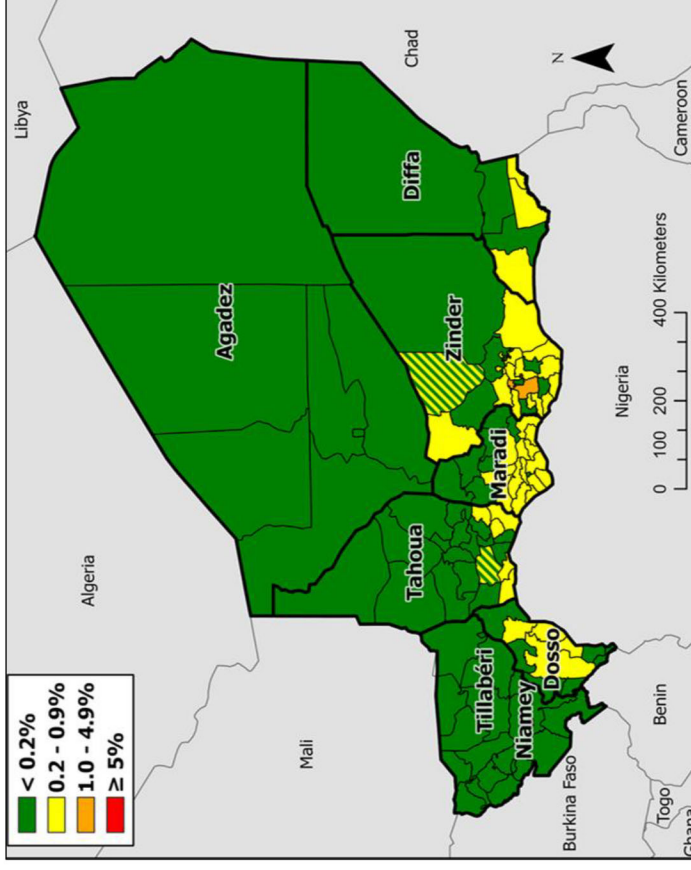 < 0.2%
0.2 - 0.9%
1.0 - 4.9%
≥ 5%
Libya
Algeria
Chad
Mali
Agadez
N
Diffa
Zinder
Tahoua
Maradi
Tillabéri
Niamey
Dosso
Burkina Faso
Nigeria
Cameroon
Benin
Togo
Ghana
0 100 200 400 Kilometers